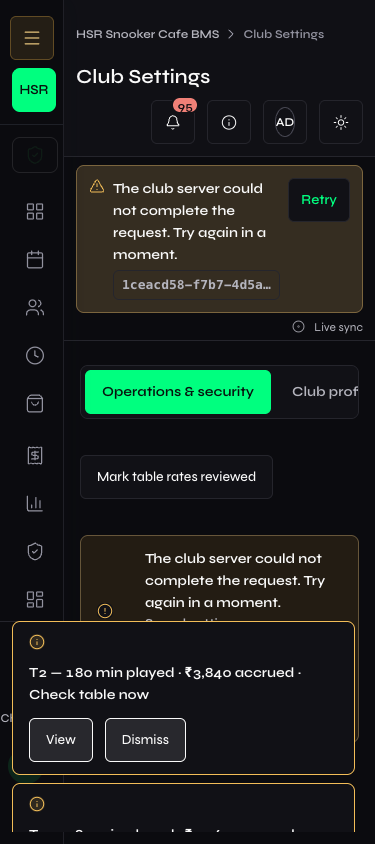 HSR Snooker Cafe BMS > Club Settings
HSR
Club Settings
95
AD
The club server could
not complete the
request. Try again in a
moment.
Retry
1ceacd58-f7b7-4d5a…
Live sync
Operations & security
Club prof
Mark table rates reviewed
The club server could not
complete the request. Try
again in a moment.
T2 — 180 min played · ₹3,840 accrued ·
Check table now
View
Dismiss